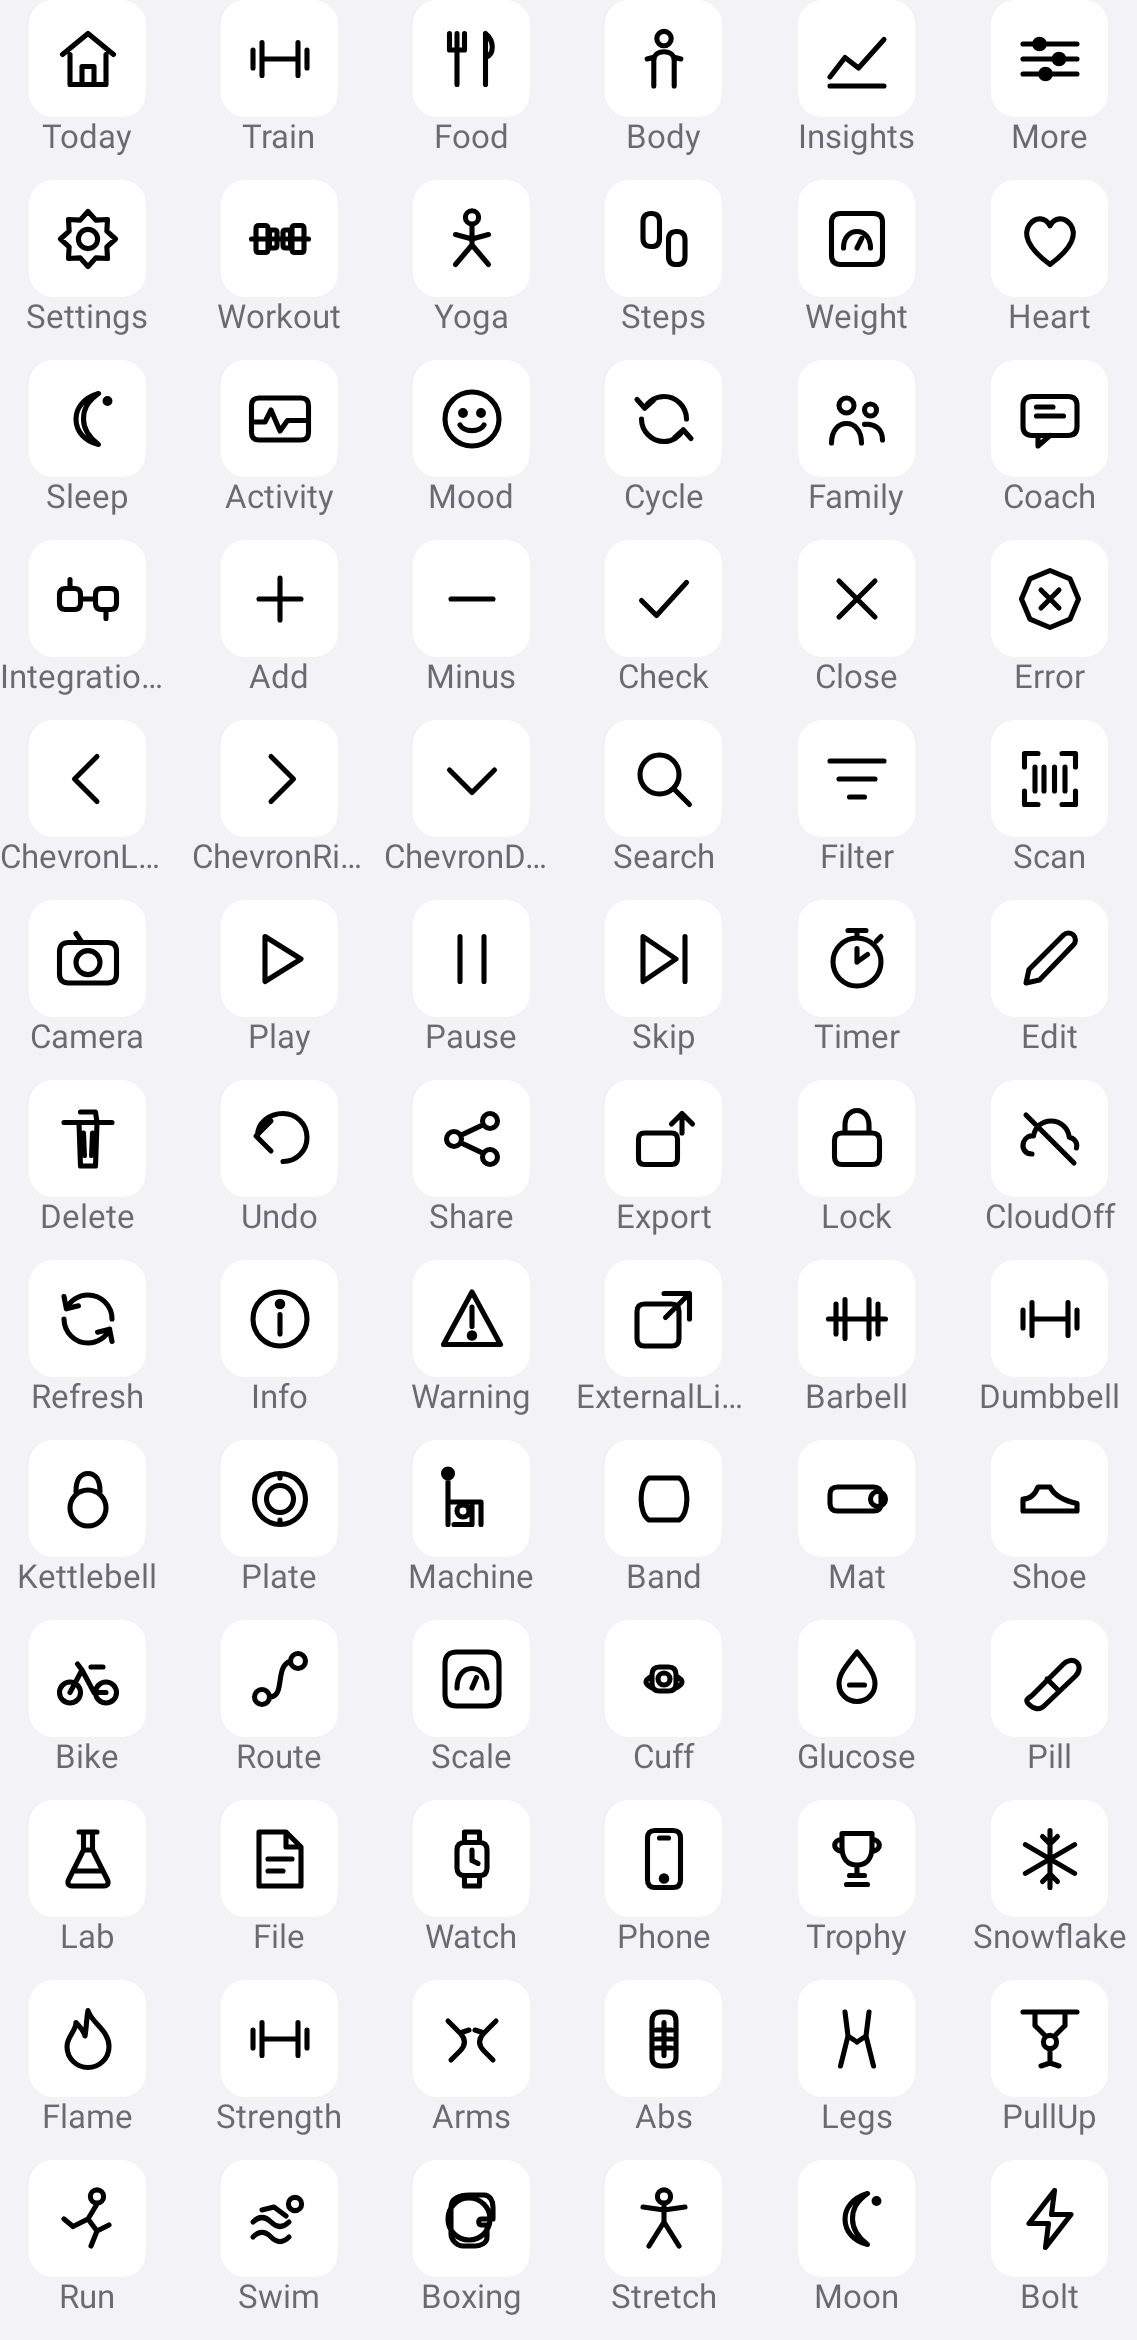 Today Train Food Body Insights More
Settings Workout Yoga Steps Weight Heart
Sleep Activity Mood Cycle Family Coach
Integratio... Add Minus Check Close Error
ChevronL... ChevronRi... ChevronD... Search Filter Scan
Camera Play Pause Skip Timer Edit
Delete Undo Share Export Lock CloudOff
Refresh Info Warning ExternalLi... Barbell Dumbbell
Kettlebell Plate Machine Band Mat Shoe
Bike Route Scale Cuff Glucose Pill
Lab File Watch Phone Trophy Snowflake
Flame Strength Arms Abs Legs PullUp
Run Swim Boxing Stretch Moon Bolt